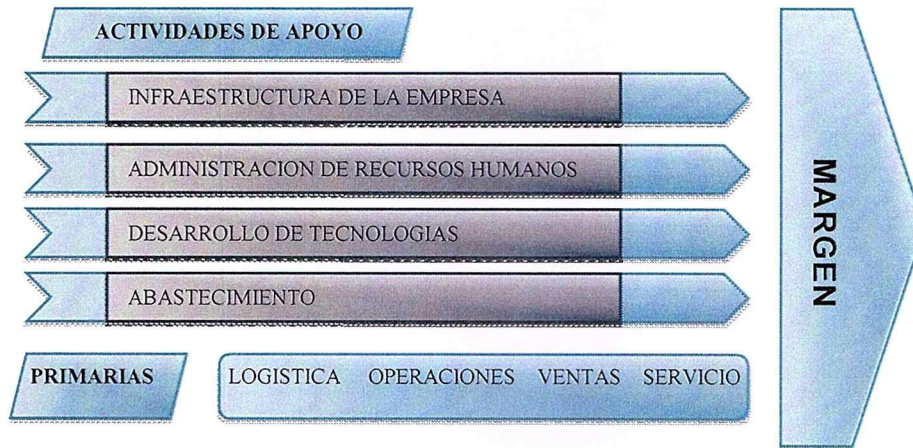 ACTIVIDADES DE APOYO
INFRAESTRUCTURA DE LA EMPRESA
ADMINISTRACION DE RECURSOS HUMANOS
DESARROLLO DE TECNOLOGIAS
ABASTECIMIENTO
MARGEN
PRIMARIAS
LOGISTICA OPERACIONES VENTAS SERVICIO